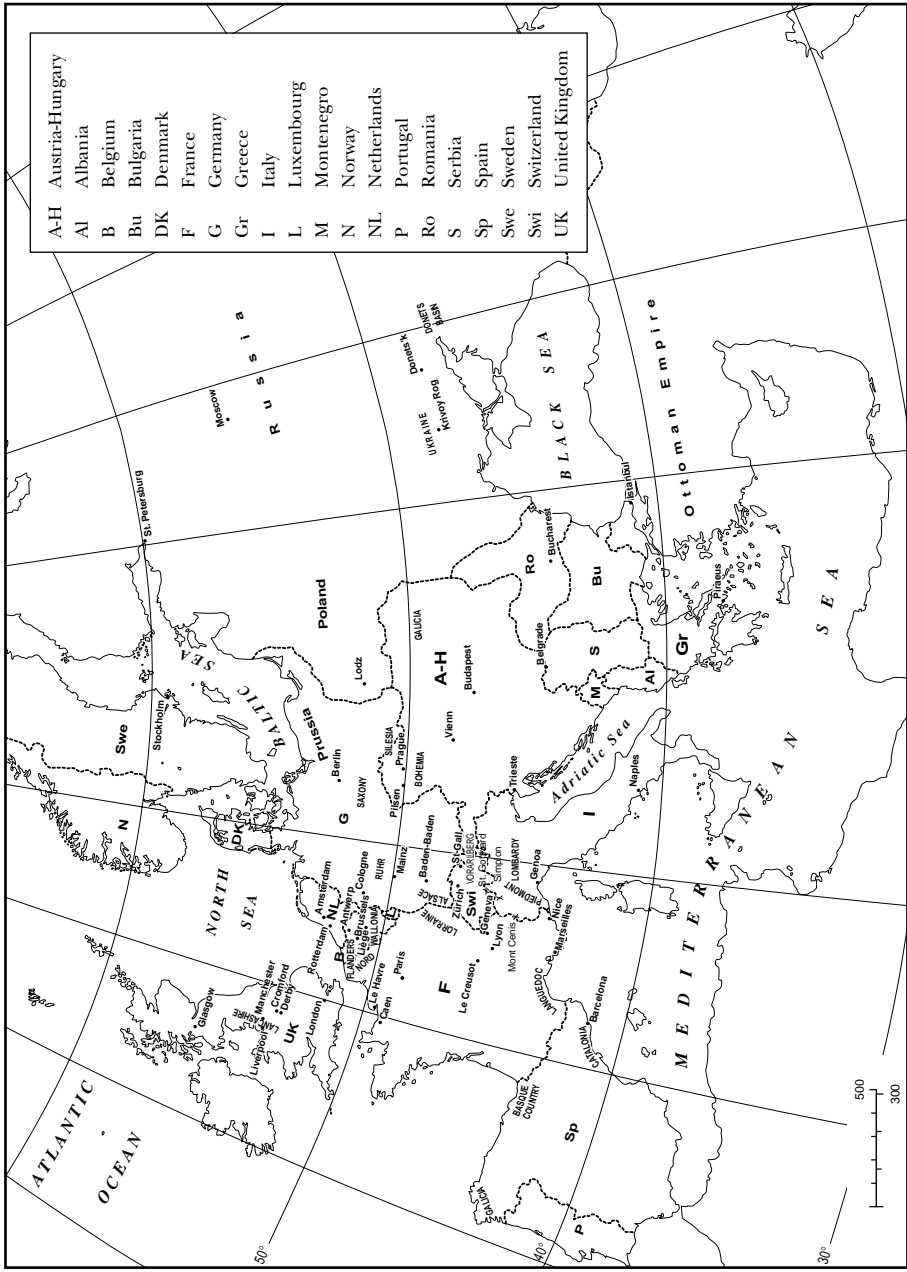 A-H Austria-Hungary
Al Albania
B Belgium
Bu Bulgaria
DK Denmark
F France
G Germany
Gr Greece
I Italy
L Luxembourg
M Montenegro
N Norway
NL Netherlands
P Portugal
Ro Romania
S Serbia
Sp Spain
Swe Sweden
Swi Switzerland
UK United Kingdom
ATLANTIC
OCEAN
NORTH
SEA
BALTIC
SEA
Russia
Moscow
St. Petersburg
Swe
Stockholm
N
DK
Glasgow
LANCASHIRE
Manchester
Cromford
Derby
Liverpool
UK
London
Amsterdam
Rotterdam
NL
Antwerp
Brussels
Liège
B
FLANDERS
NORD
WALLONIA
L
Cologne
RUHR
Mainz
G
Berlin
Prussia
SAXONY
SILESIA
Prague
Pilsen
BOHEMIA
Poland
Lodz
GALICIA
UKRAINE
Krivoy Rog
Donets'k
DONETS
BASIN
50°
Le Havre
Caen
Paris
F
Le Creusot
LORRAINE
ALSACE
Baden-Baden
Zürich
St Gall
VORARLBERG
St. Gotthard
Simplon
Swi
Geneva
Lyon
Mont Cenis
PIEDMONT
LOMBARDY
Genoa
Nice
Marseilles
LANGUEDOC
A-H
Vienn
Budapest
Trieste
Adriatic Sea
I
Naples
Belgrade
Ro
Bucharest
S
M
Bu
Al
Gr
Piraeus
Istanbul
BLACK SEA
Ottoman Empire
MEDITERRANEAN
SEA
GALICIA
BASQUE
COUNTRY
CATALONIA
Barcelona
Sp
P
40°
30°
500
300